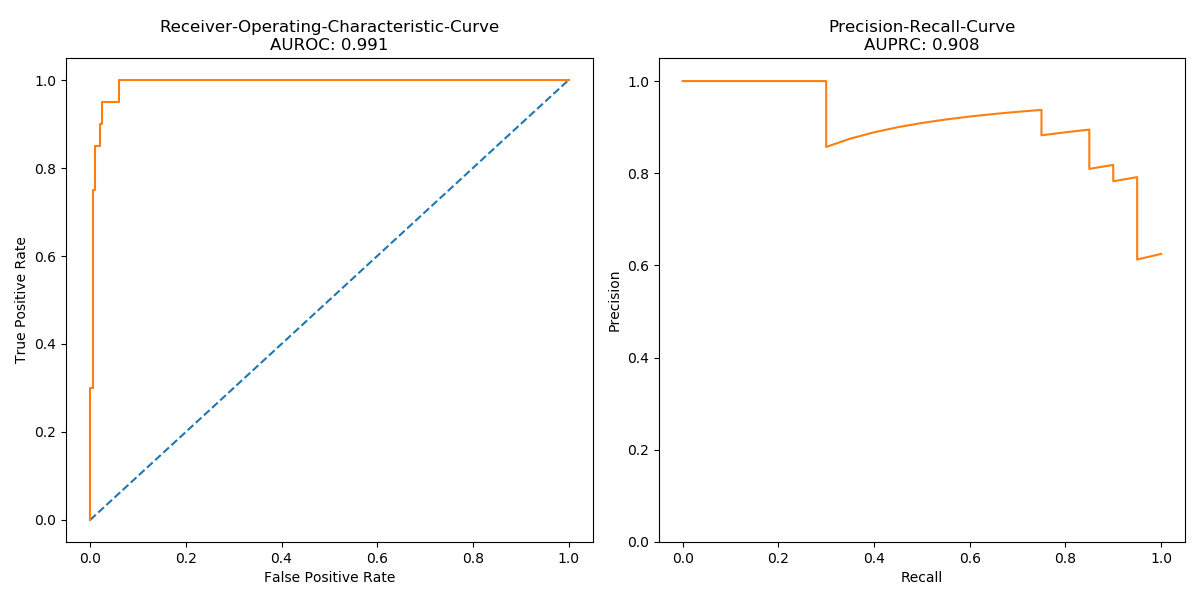 Receiver-Operating-Characteristic-Curve
AUROC: 0.991
1.0
0.8
0.6
0.4
0.2
0.0
True Positive Rate
0.0 0.2 0.4 0.6 0.8 1.0
False Positive Rate
Precision-Recall-Curve
AUPRC: 0.908
1.0
0.8
0.6
0.4
0.2
0.0
Precision
0.0 0.2 0.4 0.6 0.8 1.0
Recall